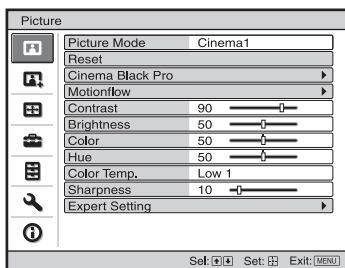 Picture
Picture Mode Cinema1
Reset
Cinema Black Pro
Motionflow
Contrast 90
Brightness 50
Color 50
Hue 50
Color Temp. Low 1
Sharpness 10
Expert Setting
Sel: Set: Exit: MENU